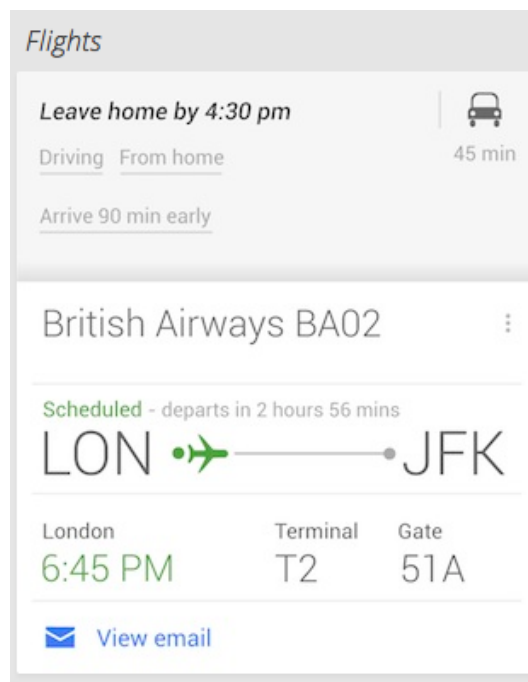 Flights
Leave home by 4:30 pm
Driving From home
45 min
Arrive 90 min early
British Airways BA02
Scheduled - departs in 2 hours 56 mins
LON JFK
London Terminal Gate
6:45 PM T2 51A
View email